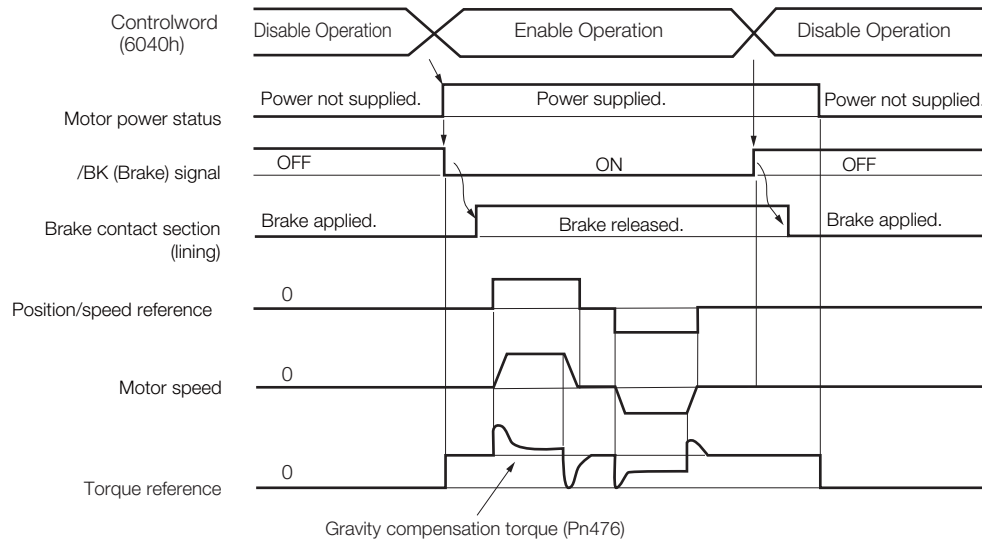 Controlword
(6040h)
Disable Operation
Enable Operation
Disable Operation
Motor power status
Power not supplied.
Power supplied.
Power not supplied.
/BK (Brake) signal
OFF
ON
OFF
Brake contact section
(lining)
Brake applied.
Brake released.
Brake applied.
Position/speed reference
0
Motor speed
0
Torque reference
0
Gravity compensation torque (Pn476)